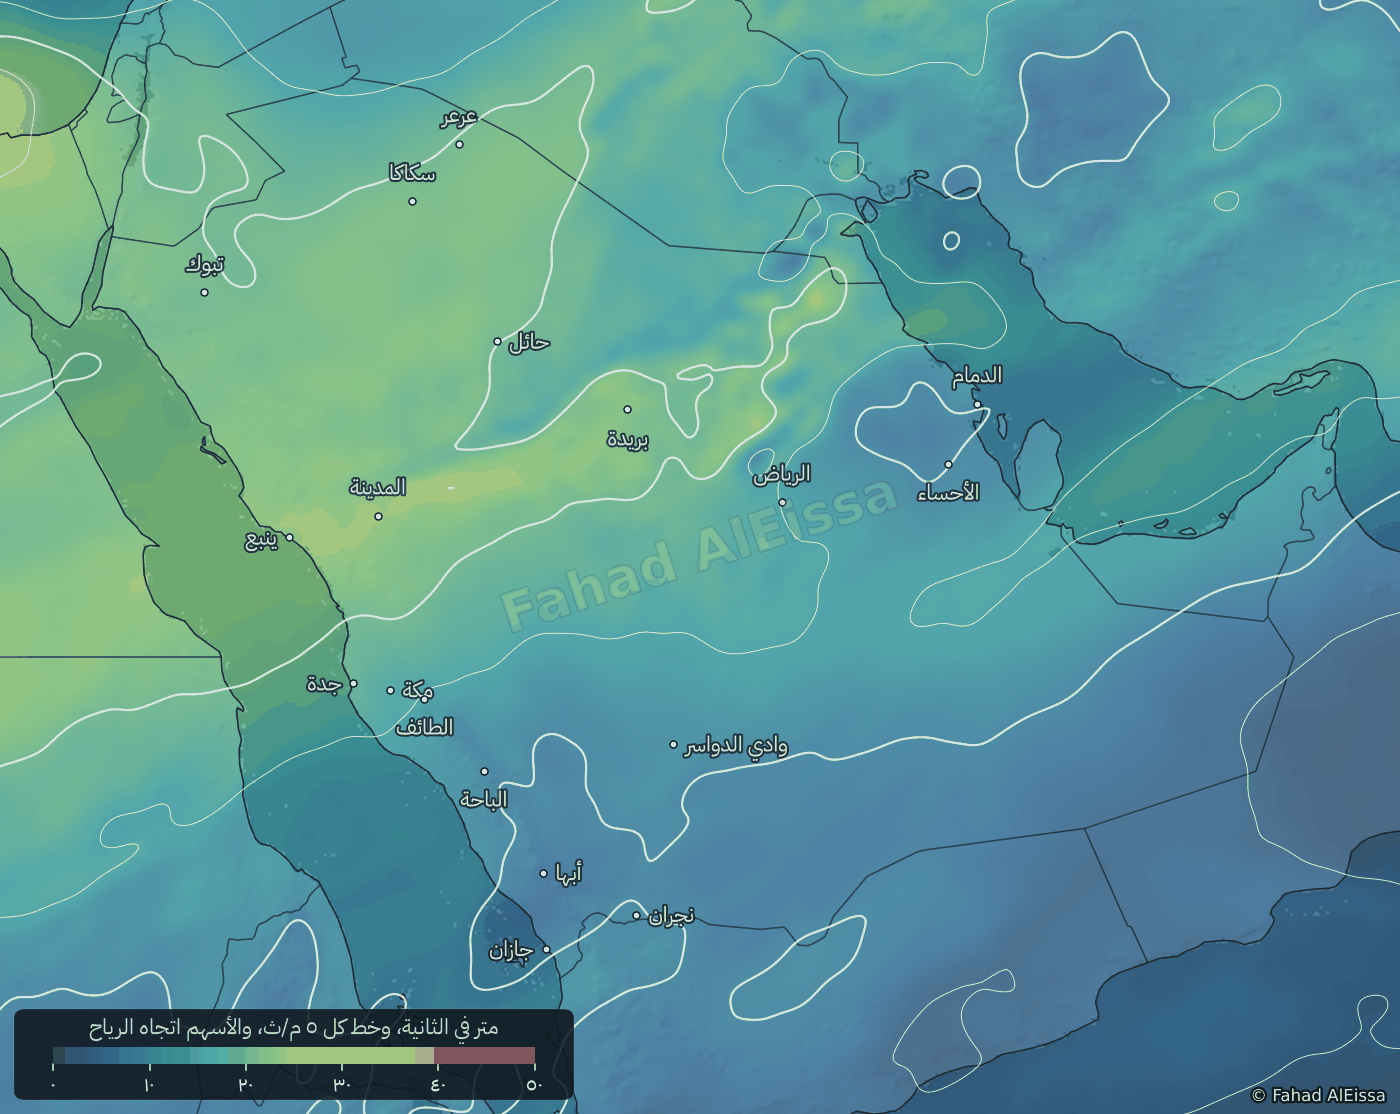 عرعر
سكاكا
تبوك
حائل
الدمام
بريدة
الرياض
المدينة
الأحساء
ينبع
Fahad AlEissa
جدة
مكة
الطائف
وادي الدواسر
الباحة
أبها
نجران
جازان
متر في الثانية، وخط كل ٥ م/ث، والأسهم اتجاه الرياح
٠ ١٠ ٢٠ ٣٠ ٤٠ ٥٠
© Fahad AlEissa